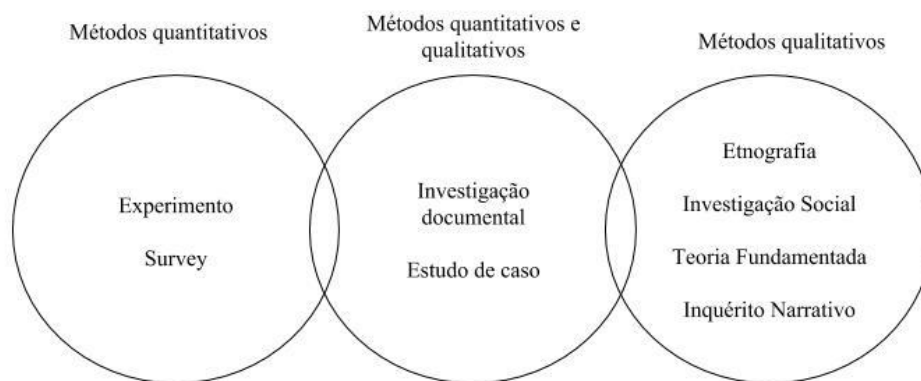 Métodos quantitativos
Métodos quantitativos e
qualitativos
Métodos qualitativos
Experimento
Survey
Investigação
documental
Estudo de caso
Etnografia
Investigação Social
Teoria Fundamentada
Inquérito Narrativo